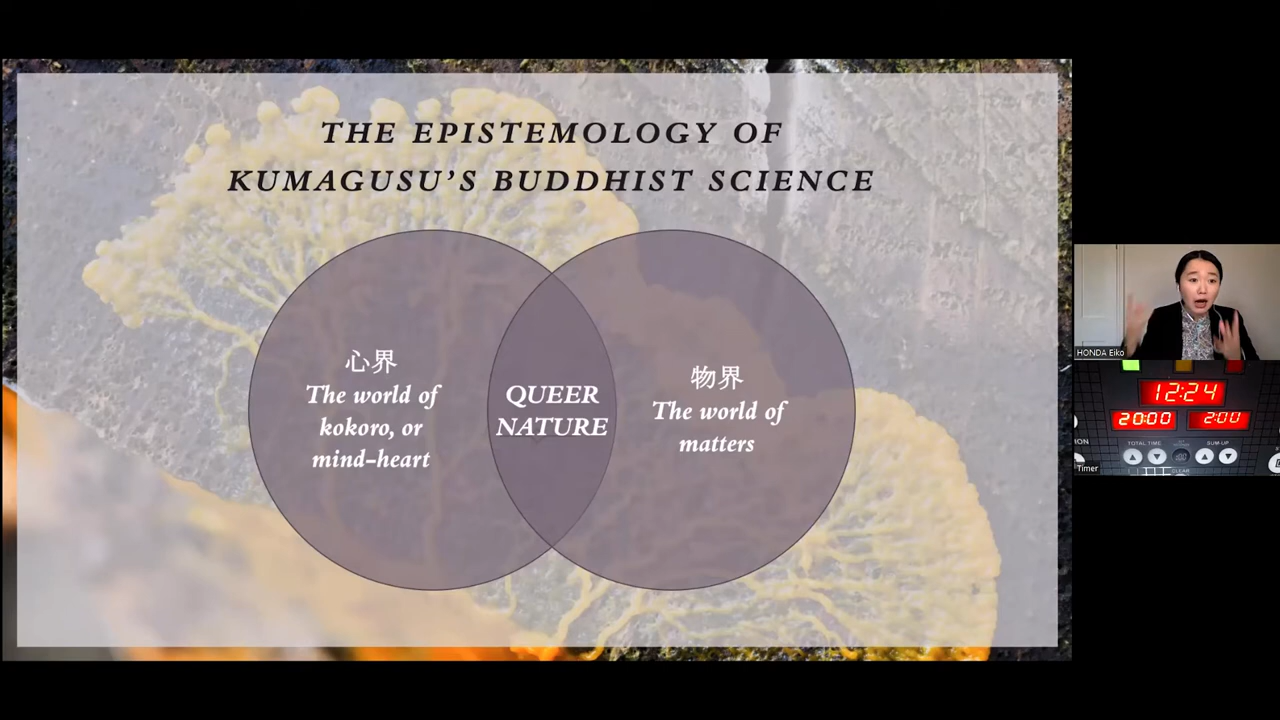 THE EPISTEMOLOGY OF
KUMAGUSU'S BUDDHIST SCIENCE
心界
The world of
kokoro, or
mind-heart
QUEER
NATURE
物界
The world of
matters
HONDA Eiko
12:24
20:00
2:00
TOTAL TIME
SUM-UP
CLEAR
Timer